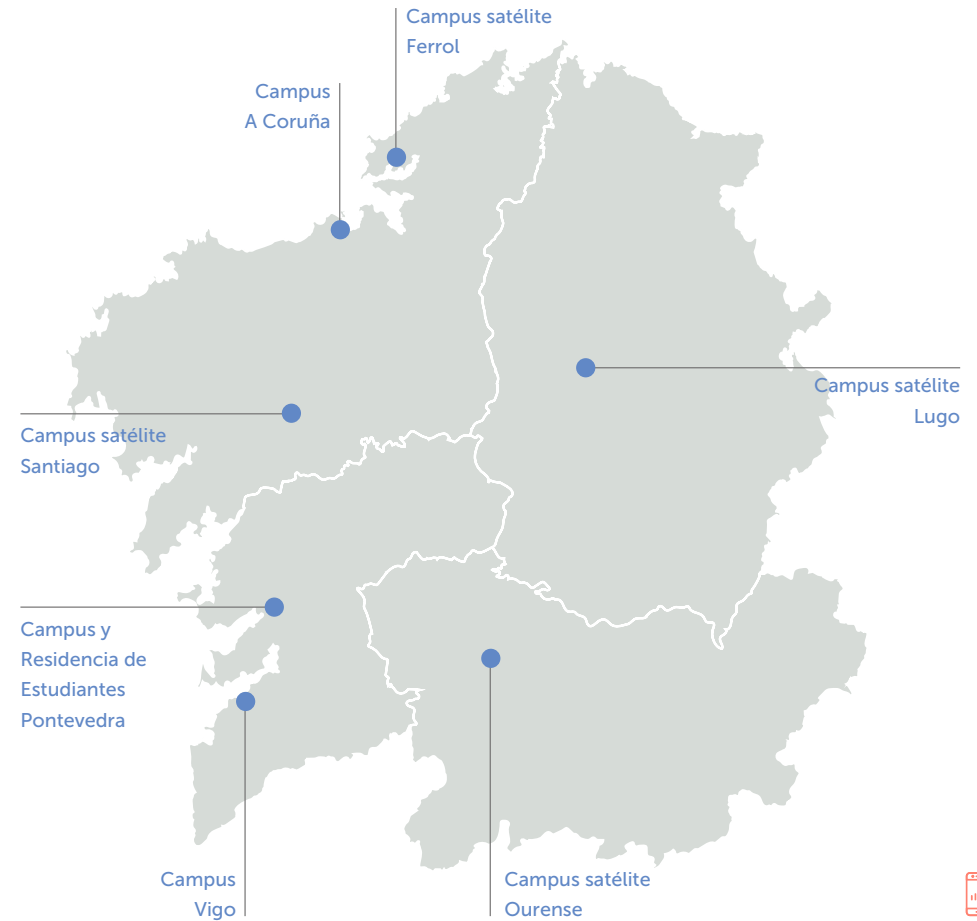 Campus satélite
Ferrol
Campus
A Coruña
Campus satélite
Lugo
Campus satélite
Santiago
Campus y
Residencia de
Estudiantes
Pontevedra
Campus
Vigo
Campus satélite
Ourense